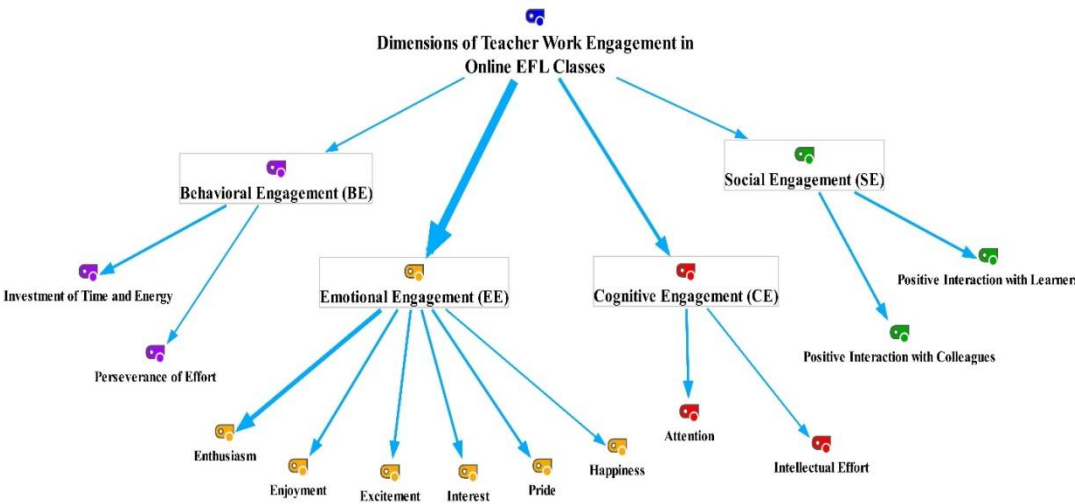 Dimensions of Teacher Work Engagement in
Online EFL Classes
Behavioral Engagement (BE)
Social Engagement (SE)
Investment of Time and Energy
Emotional Engagement (EE)
Cognitive Engagement (CE)
Positive Interaction with Learners
Perseverance of Effort
Positive Interaction with Colleagues
Enthusiasm
Enjoyment
Excitement
Interest
Pride
Happiness
Attention
Intellectual Effort